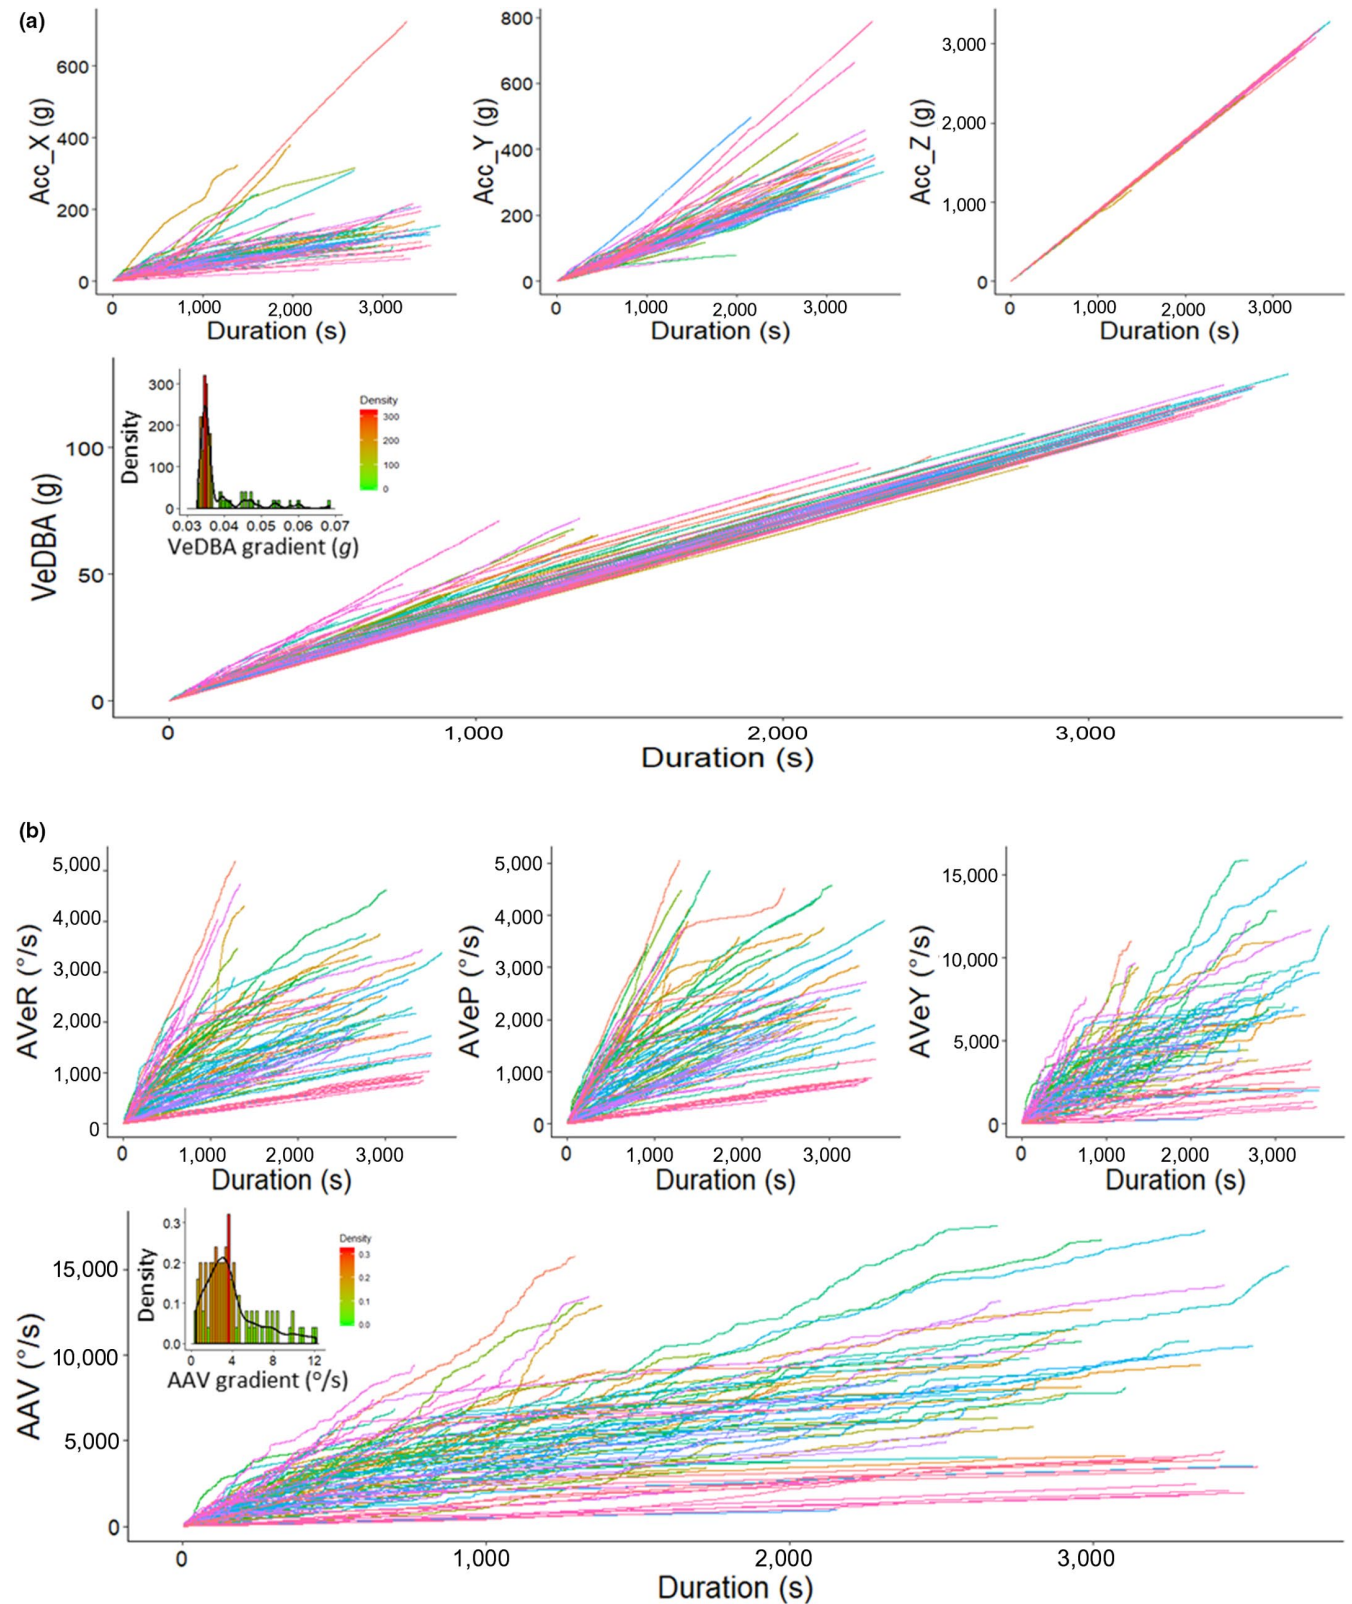 (a)
Acc_X (g)
600
400
200
0
0 1,000 2,000 3,000
Duration (s)
Acc_Y (g)
800
600
400
200
0
0 1,000 2,000 3,000
Duration (s)
Acc_Z (g)
3,000
2,000
1,000
0
0 1,000 2,000 3,000
Duration (s)
VeDBA (g)
100
50
0
0 1,000 2,000 3,000
Duration (s)
Density
300
200
100
0
0.03 0.04 0.05 0.06 0.07
VeDBA gradient (g)
Density
300
200
100
0
(b)
AVeR (°/s)
5,000
4,000
3,000
2,000
1,000
0
0 1,000 2,000 3,000
Duration (s)
AVeP (°/s)
5,000
4,000
3,000
2,000
1,000
0
0 1,000 2,000 3,000
Duration (s)
AVeY (°/s)
15,000
10,000
5,000
0
0 1,000 2,000 3,000
Duration (s)
AAV (°/s)
15,000
10,000
5,000
0
0 1,000 2,000 3,000
Duration (s)
Density
0.3
0.2
0.1
0.0
0 4 8 12
AAV gradient (°/s)
Density
0.3
0.2
0.1
0.0